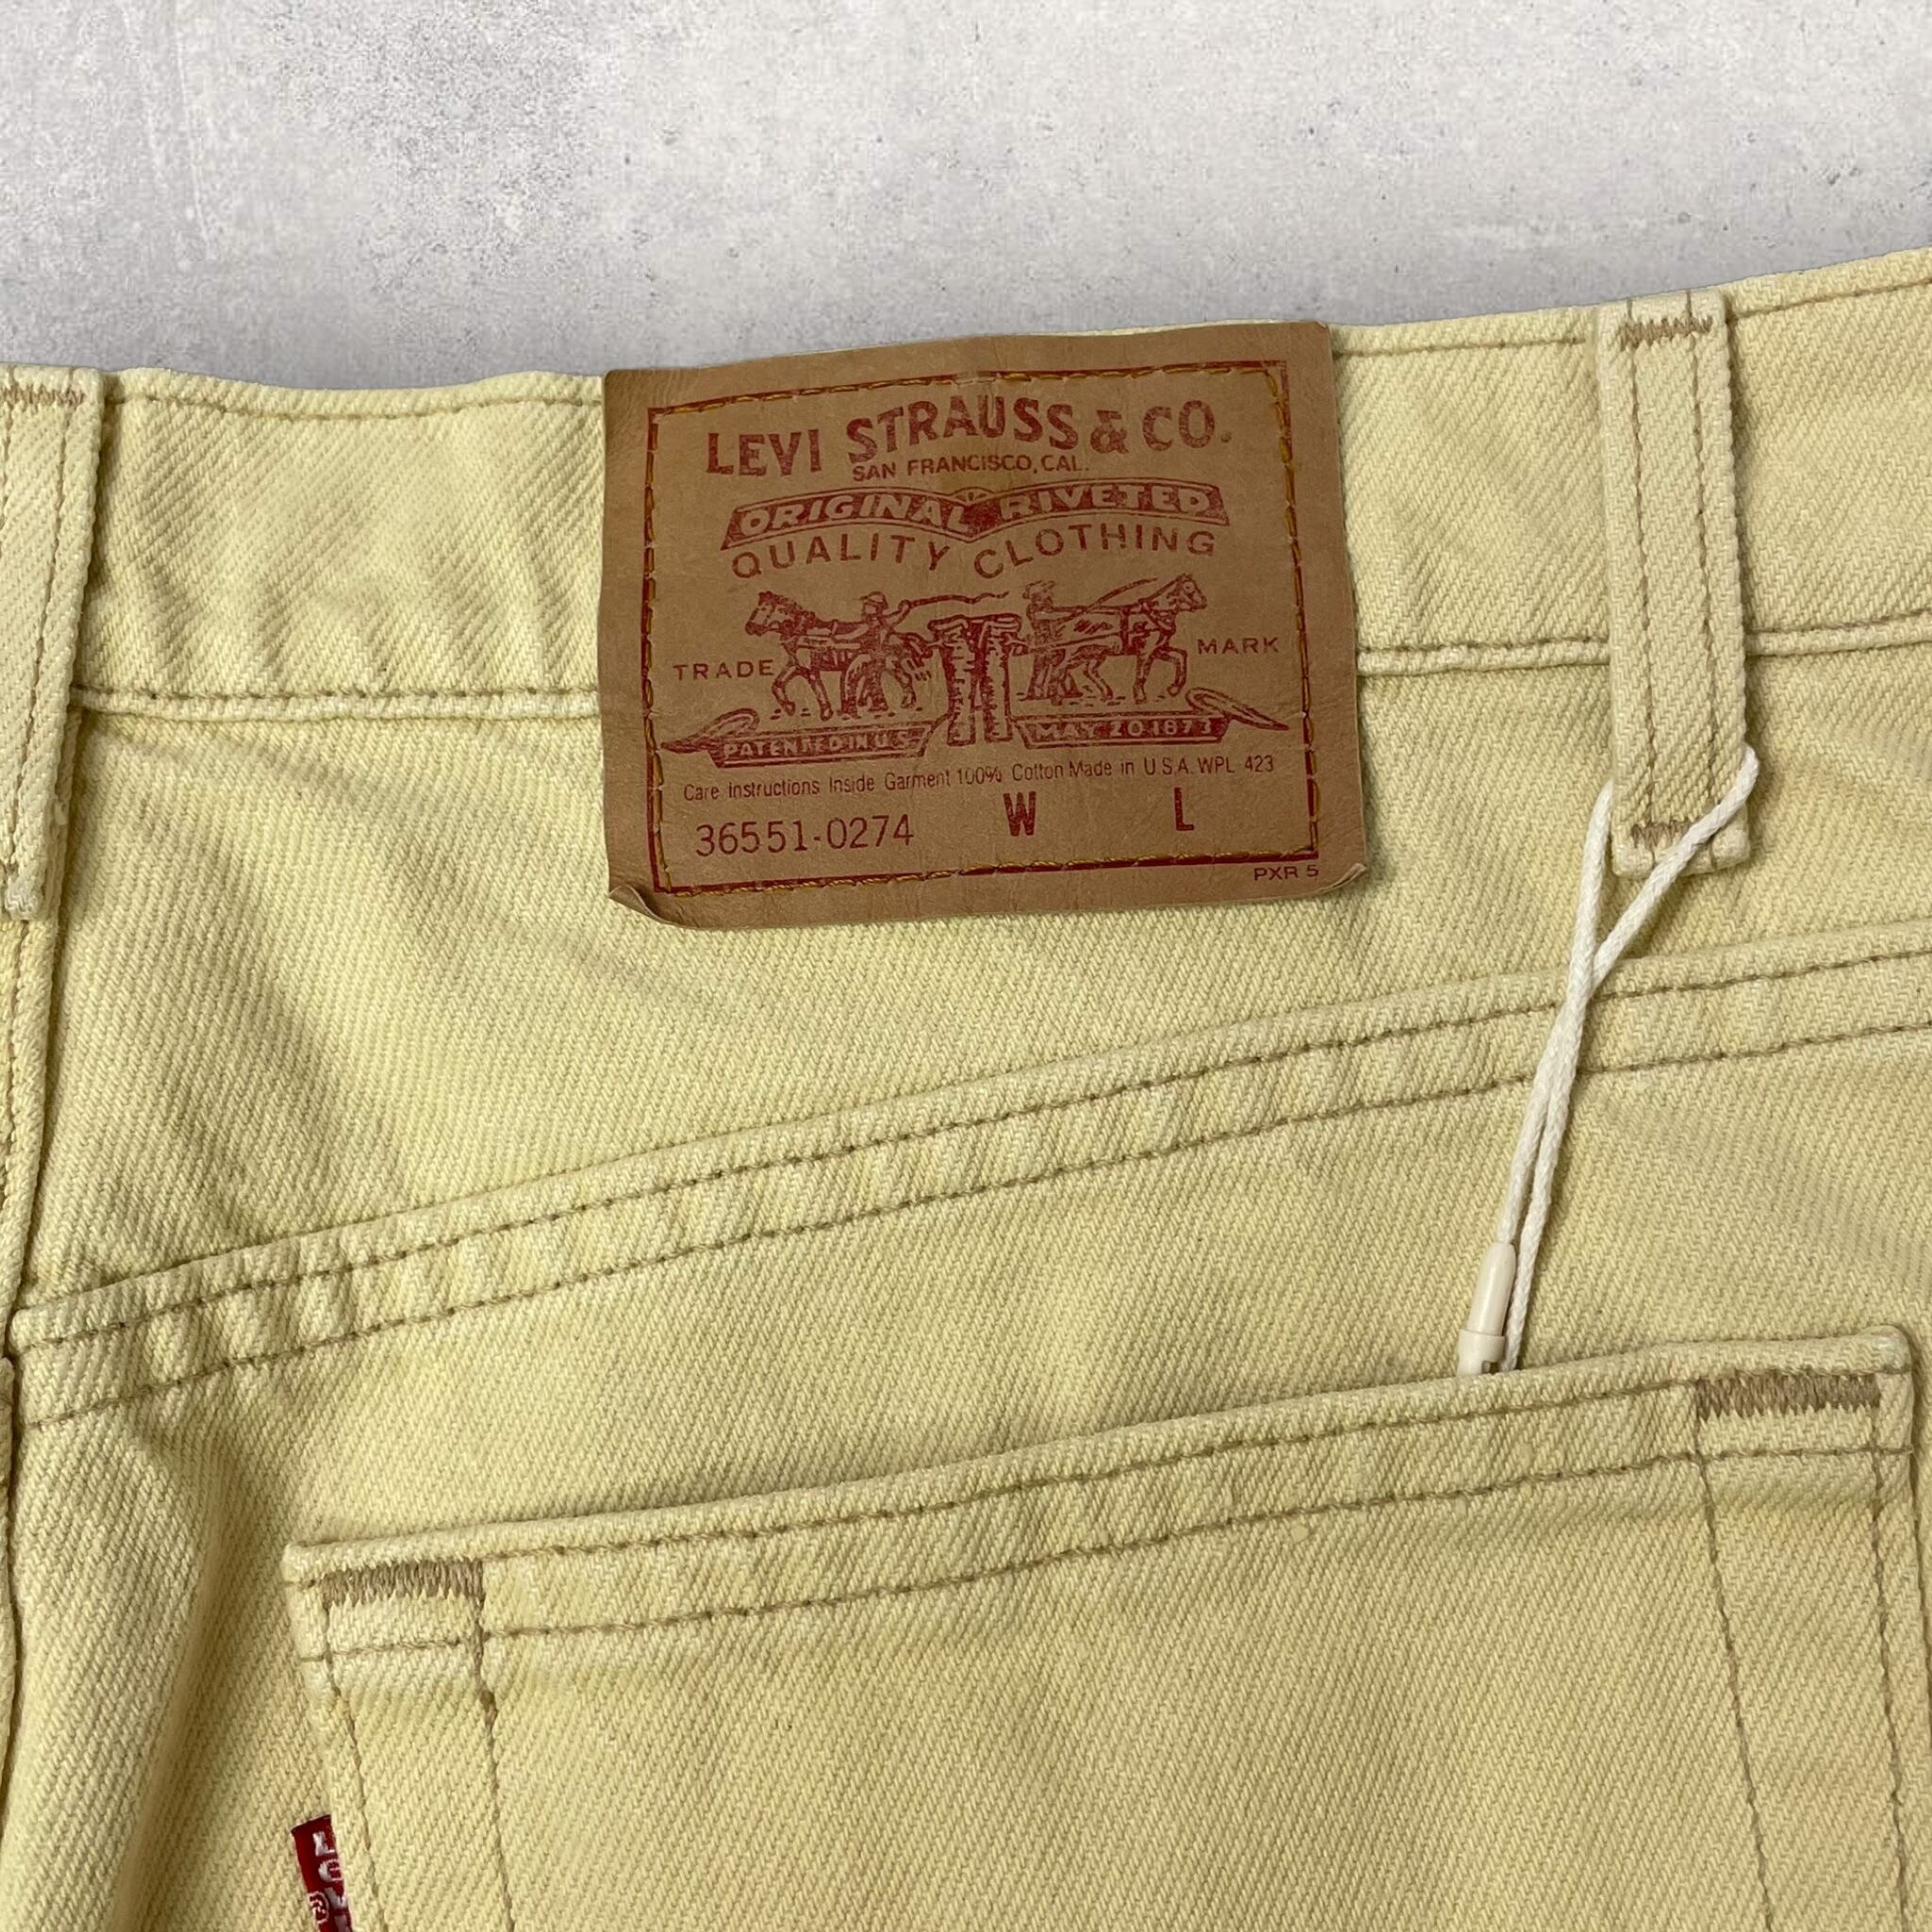 LEVI STRAUSS & CO.
SAN FRANCISCO, CAL.
ORIGINAL RIVETED
QUALITY CLOTHING
TRADE MARK
PATENTED IN U.S. MAY 20 1873
Care Instructions Inside Garment 100% Cotton Made in U.S.A. WPL 423
36551-0274 W L
PXR 5